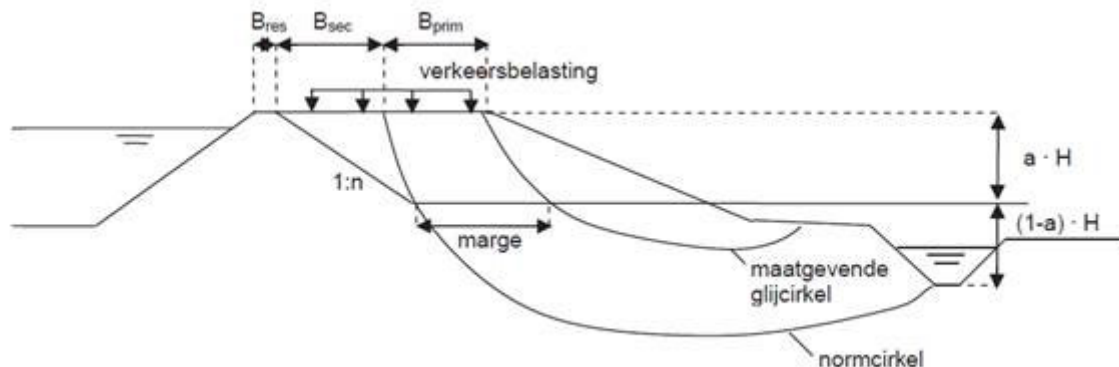 Bres Bsec Bprim
verkeersbelasting
a · H
1:n
(1-a) · H
marge
maatgevende
glijcirkel
normcirkel